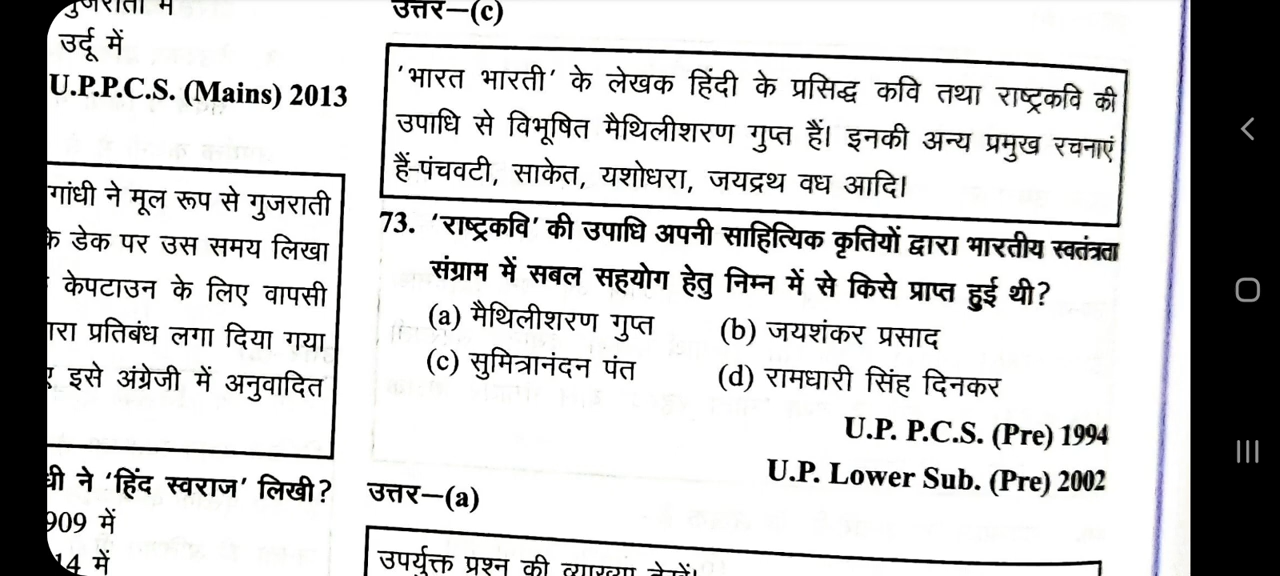 उर्दू में
U.P.P.C.S. (Mains) 2013
गांधी ने मूल रूप से गुजराती
के डेक पर उस समय लिखा
केपटाउन के लिए वापसी
प्रतिबंध लगा दिया गया
इसे अंग्रेजी में अनुवादित
ने 'हिंद स्वराज' लिखी?
909 में
14 में
उत्तर–(c)
'भारत भारती' के लेखक हिंदी के प्रसिद्ध कवि तथा राष्ट्रकवि की
उपाधि से विभूषित मैथिलीशरण गुप्त हैं। इनकी अन्य प्रमुख रचनाएं
हैं-पंचवटी, साकेत, यशोधरा, जयद्रथ वध आदि।
73. 'राष्ट्रकवि' की उपाधि अपनी साहित्यिक कृतियों द्वारा भारतीय स्वतंत्रता
संग्राम में सबल सहयोग हेतु निम्न में से किसे प्राप्त हुई थी?
(a) मैथिलीशरण गुप्त (b) जयशंकर प्रसाद
(c) सुमित्रानंदन पंत (d) रामधारी सिंह दिनकर
U.P. P.C.S. (Pre) 1994
U.P. Lower Sub. (Pre) 2002
उत्तर–(a)
उपर्युक्त प्रश्न की व्याख्या देखें।